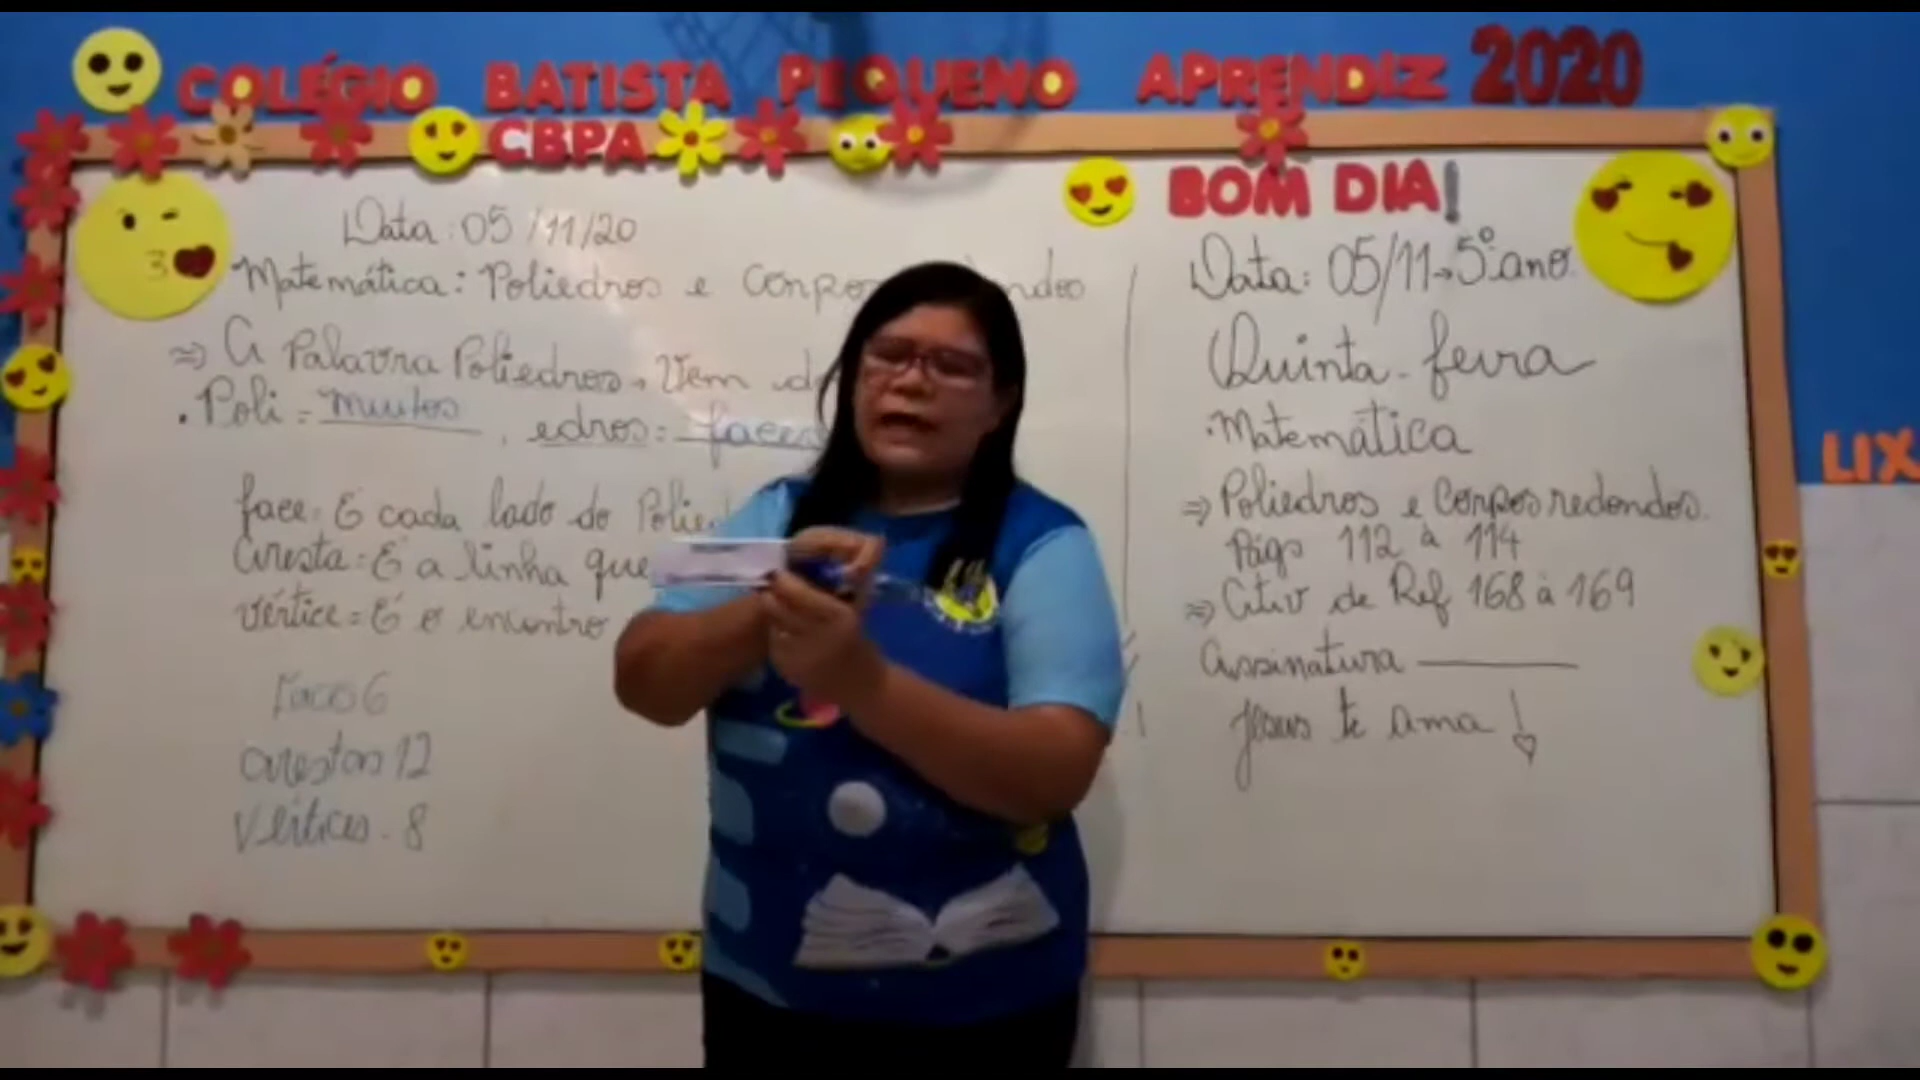 COLÉGIO BATISTA PEQUENO APRENDIZ 2020
CBPA
BOM DIA!
Data: 05/11/20
Matemática: Poliedros e Corpos
⇒ A Palavra Poliedros, Vem
. Poli = muitos, edros: faces
face: É cada lado do
Aresta: É a linha que
Vértice = É o encontro
Faces 6
arestas 12
Vértices - 8
Data: 05/11 → 5º ano
Quinta-feira
. Matemática
⇒ Poliedros e Corpos redondos.
Págs 112 à 114
⇒ Ativ de Ref 168 à 169
Assinatura
Jesus te ama!
LIX